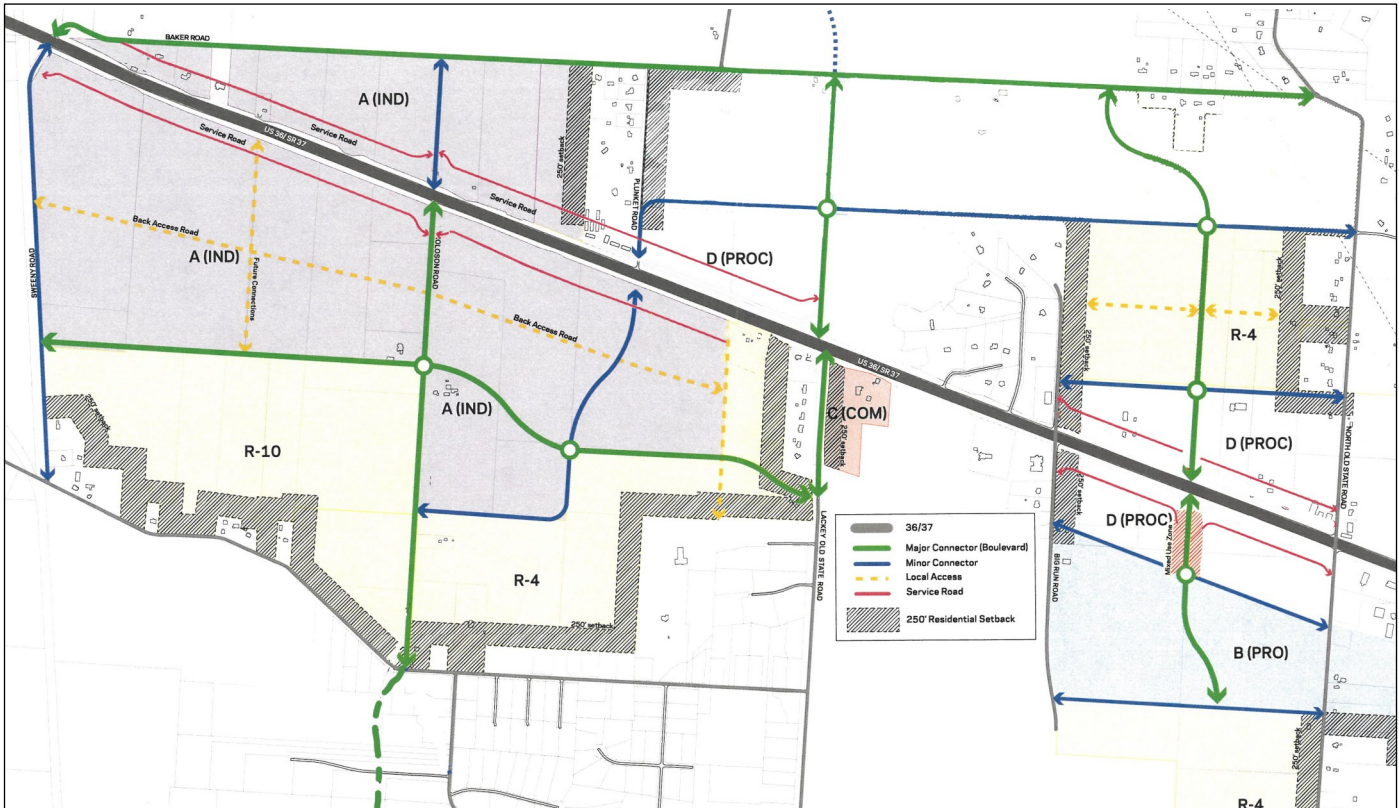 BAKER ROAD
A (IND)
US 36/ SR 37
Service Road
Service Road
250' setback
PLUNKET ROAD
Service Road
Back Access Road
A (IND)
Future Connections
SWEENY ROAD
D (PROC)
250' setback
250' setback
R-4
Back Access Road
US 36/ SR 37
A (IND)
C (COM)
250' setback
250' setback
R-10
NORTH OLD STATE ROAD
D (PROC)
250' setback
D (PROC)
Mixed Use Zone
LACKEY OLD STATE ROAD
BIG RUN ROAD
36/37
Major Connector (Boulevard)
Minor Connector
Local Access
Service Road
250' Residential Setback
R-4
250' setback
B (PRO)
250' setback
R-4